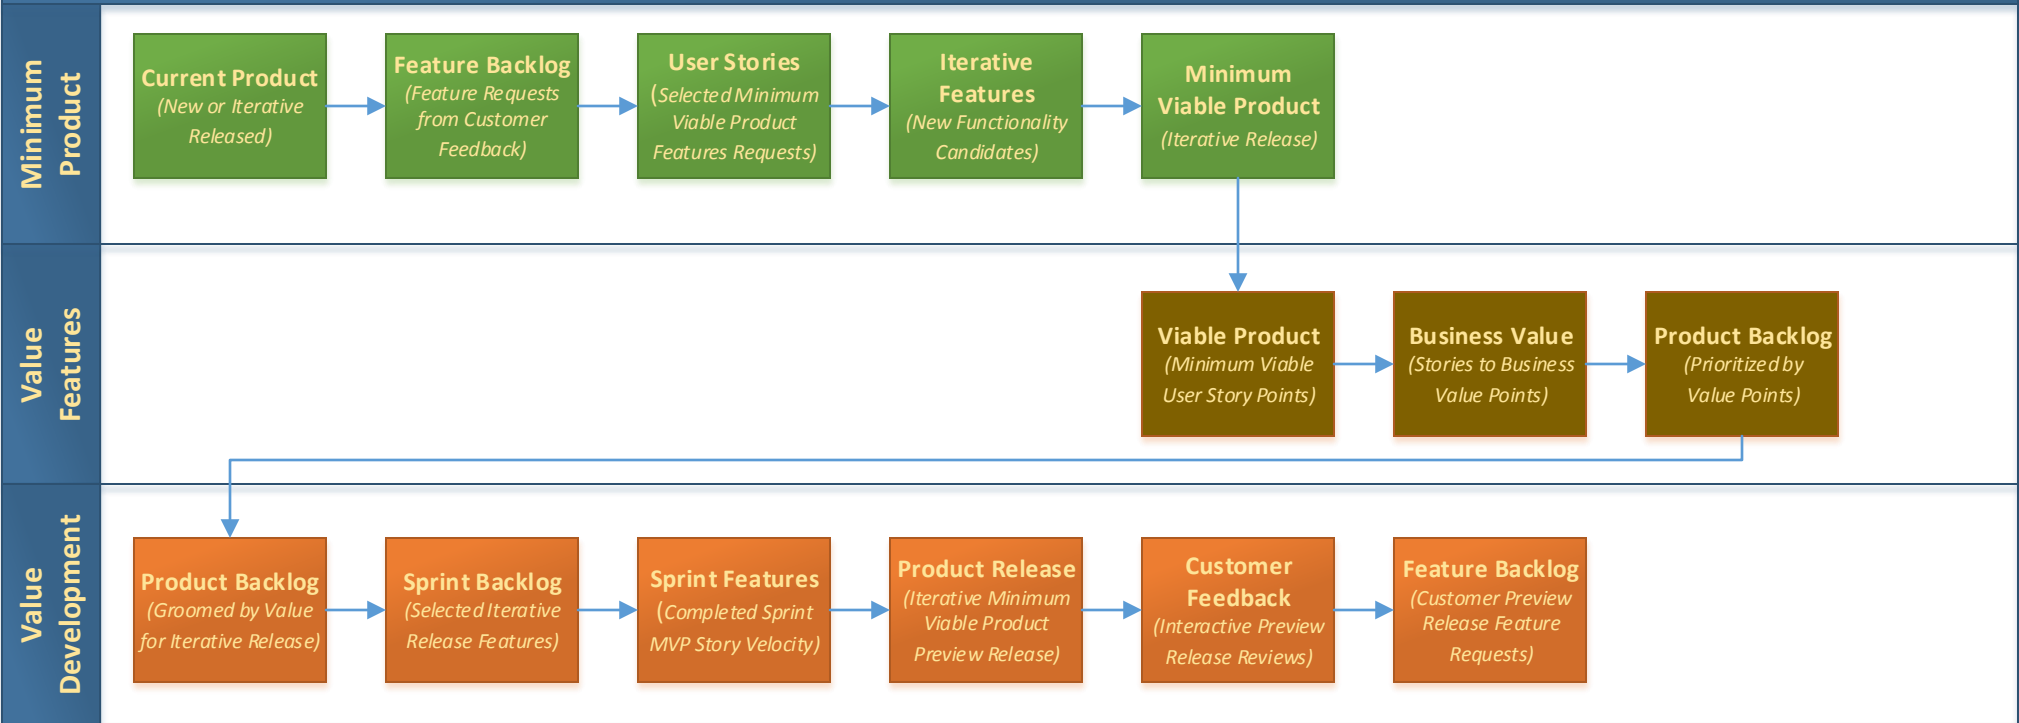 Minimum
Product
Current Product
(New or Iterative
Released)
Feature Backlog
(Feature Requests
from Customer
Feedback)
User Stories
(Selected Minimum
Viable Product
Features Requests)
Iterative
Features
(New Functionality
Candidates)
Minimum
Viable Product
(Iterative Release)
Value
Features
Viable Product
(Minimum Viable
User Story Points)
Business Value
(Stories to Business
Value Points)
Product Backlog
(Prioritized by
Value Points)
Value
Development
Product Backlog
(Groomed by Value
for Iterative Release)
Sprint Backlog
(Selected Iterative
Release Features)
Sprint Features
(Completed Sprint
MVP Story Velocity)
Product Release
(Iterative Minimum
Viable Product
Preview Release)
Customer
Feedback
(Interactive Preview
Release Reviews)
Feature Backlog
(Customer Preview
Release Feature
Requests)